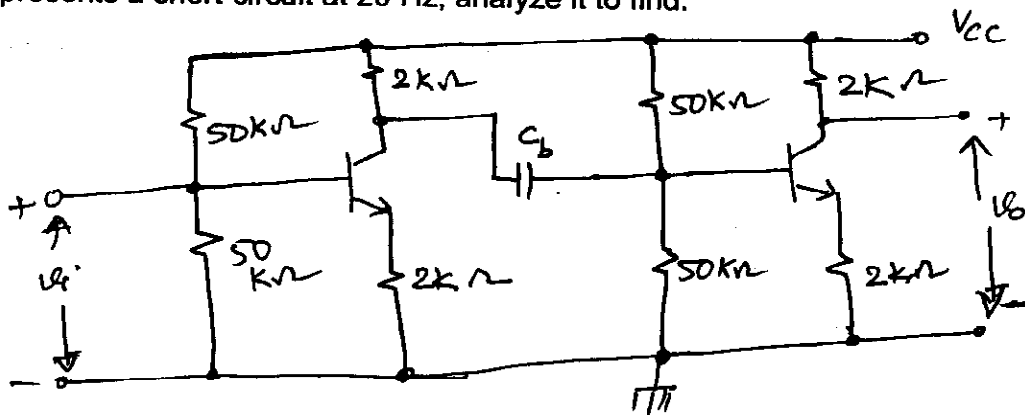 presents a short circuit at 20 Hz, analyze it to find:
VCC
2KΩ
50KΩ
2KΩ
50KΩ
Cb
+
+
vi
vo
50
KΩ
2KΩ
50KΩ
2KΩ
-
-